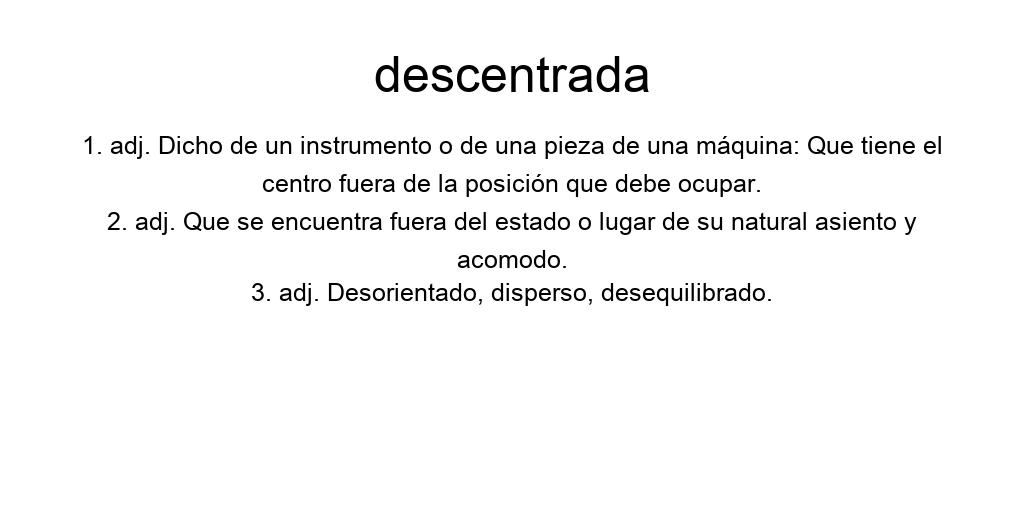 descentrada
1. adj. Dicho de un instrumento o de una pieza de una máquina: Que tiene el
centro fuera de la posición que debe ocupar.
2. adj. Que se encuentra fuera del estado o lugar de su natural asiento y
acomodo.
3. adj. Desorientado, disperso, desequilibrado.